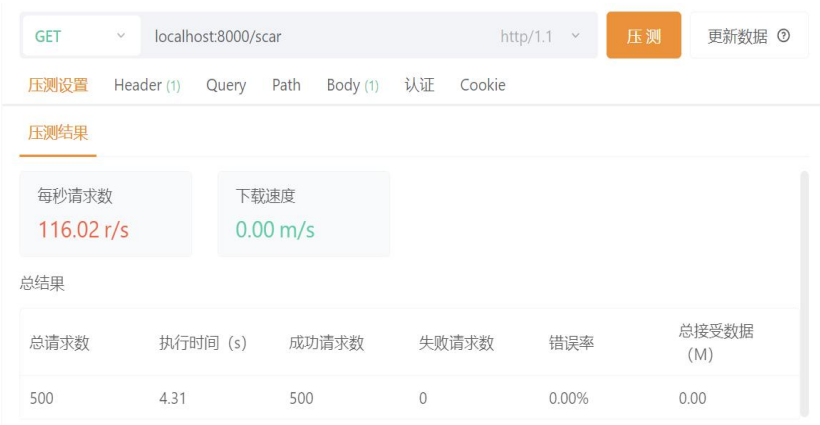 GET localhost:8000/scar http/1.1 压 测 更新数据 ?
压测设置 Header (1) Query Path Body (1) 认证 Cookie
压测结果
每秒请求数 下载速度
116.02 r/s 0.00 m/s
总结果
总请求数 执行时间（s） 成功请求数 失败请求数 错误率 总接受数据
（M）
500 4.31 500 0 0.00% 0.00